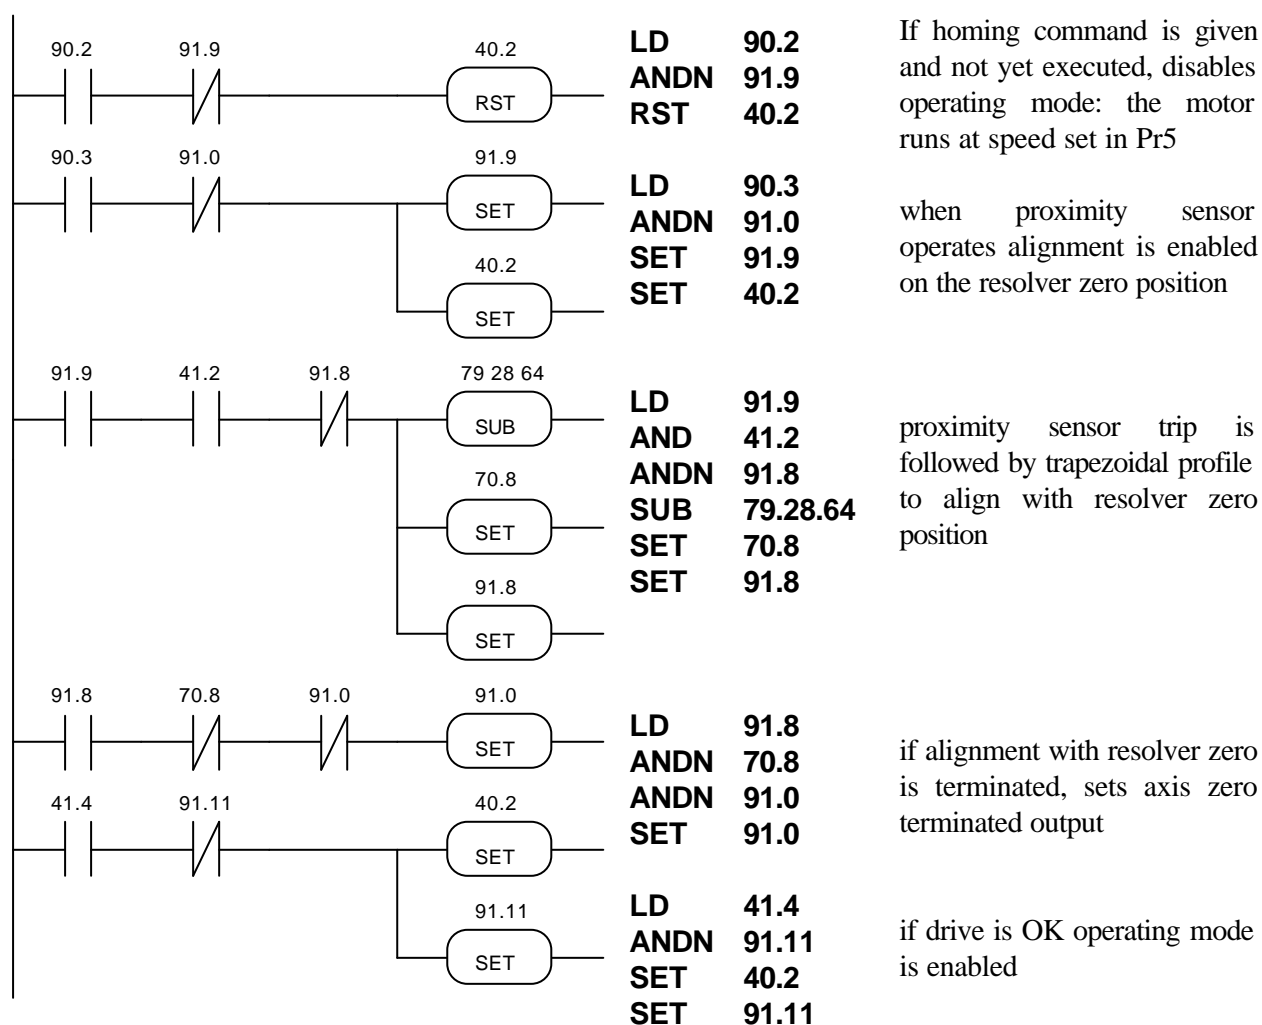 90.2 91.9 40.2
RST
LD 90.2
ANDN 91.9
RST 40.2
If homing command is given
and not yet executed, disables
operating mode: the motor
runs at speed set in Pr5
90.3 91.0 91.9
SET
40.2
SET
LD 90.3
ANDN 91.0
SET 91.9
SET 40.2
when proximity sensor
operates alignment is enabled
on the resolver zero position
91.9 41.2 91.8 79 28 64
SUB
70.8
SET
91.8
SET
LD 91.9
AND 41.2
ANDN 91.8
SUB 79.28.64
SET 70.8
SET 91.8
proximity sensor trip is
followed by trapezoidal profile
to align with resolver zero
position
91.8 70.8 91.0 91.0
SET
LD 91.8
ANDN 70.8
ANDN 91.0
SET 91.0
if alignment with resolver zero
is terminated, sets axis zero
terminated output
41.4 91.11 40.2
SET
91.11
SET
LD 41.4
ANDN 91.11
SET 40.2
SET 91.11
if drive is OK operating mode
is enabled